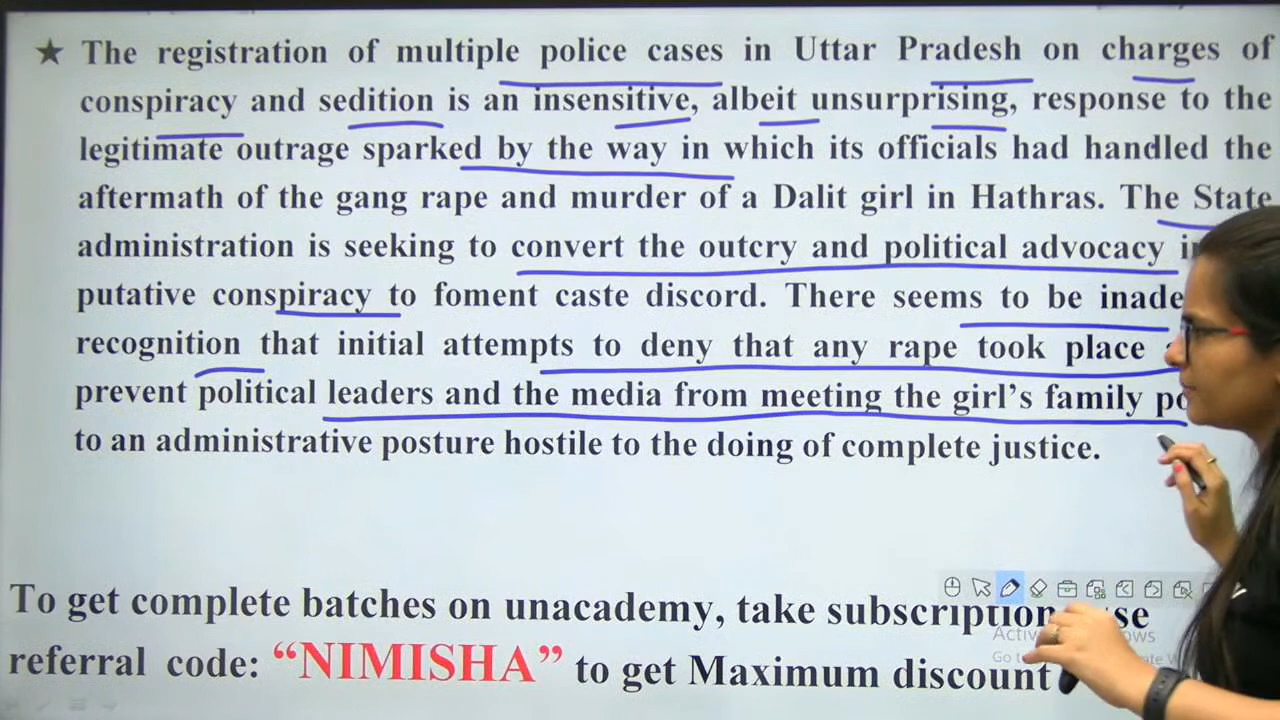 ★ The registration of multiple police cases in Uttar Pradesh on charges of
conspiracy and sedition is an insensitive, albeit unsurprising, response to the
legitimate outrage sparked by the way in which its officials had handled the
aftermath of the gang rape and murder of a Dalit girl in Hathras. The State
administration is seeking to convert the outcry and political advocacy
putative conspiracy to foment caste discord. There seems to be
recognition that initial attempts to deny that any rape took place
prevent political leaders and the media from meeting the girl's family
to an administrative posture hostile to the doing of complete justice.
To get complete batches on unacademy, take subscription
referral code: “NIMISHA” to get Maximum discount